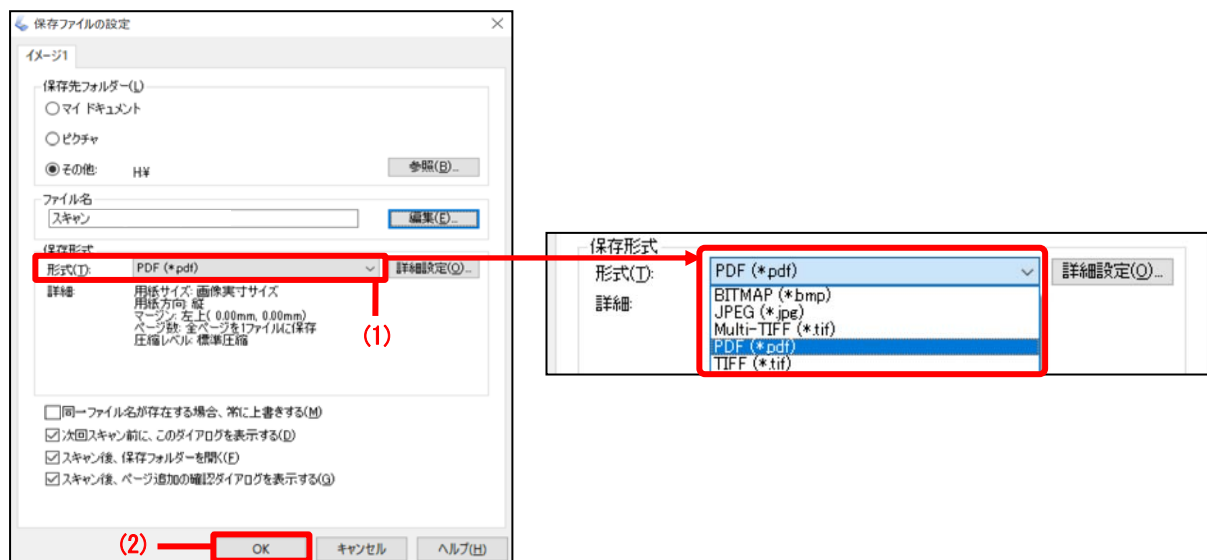 保存ファイルの設定
イメージ1
保存先フォルダー(L)
マイ ドキュメント
ピクチャ
その他:
H¥
参照(B)...
ファイル名
スキャン
編集(E)...
保存形式
形式(T):
PDF (*.pdf)
詳細設定(O)...
詳細:
用紙サイズ: 画像実寸サイズ
用紙方向: 縦
マージン: 左上( 0.00mm, 0.00mm)
ページ数: 全ページを1ファイルに保存
圧縮レベル: 標準圧縮
(1)
同一ファイル名が存在する場合、常に上書きする(M)
次回スキャン前に、このダイアログを表示する(D)
スキャン後、保存フォルダーを開く(F)
スキャン後、ページ追加の確認ダイアログを表示する(G)
(2)
OK
キャンセル
ヘルプ(H)
保存形式
形式(T):
PDF (*.pdf)
詳細設定(O)...
詳細:
BITMAP (*.bmp)
JPEG (*.jpg)
Multi-TIFF (*.tif)
PDF (*.pdf)
TIFF (*.tif)